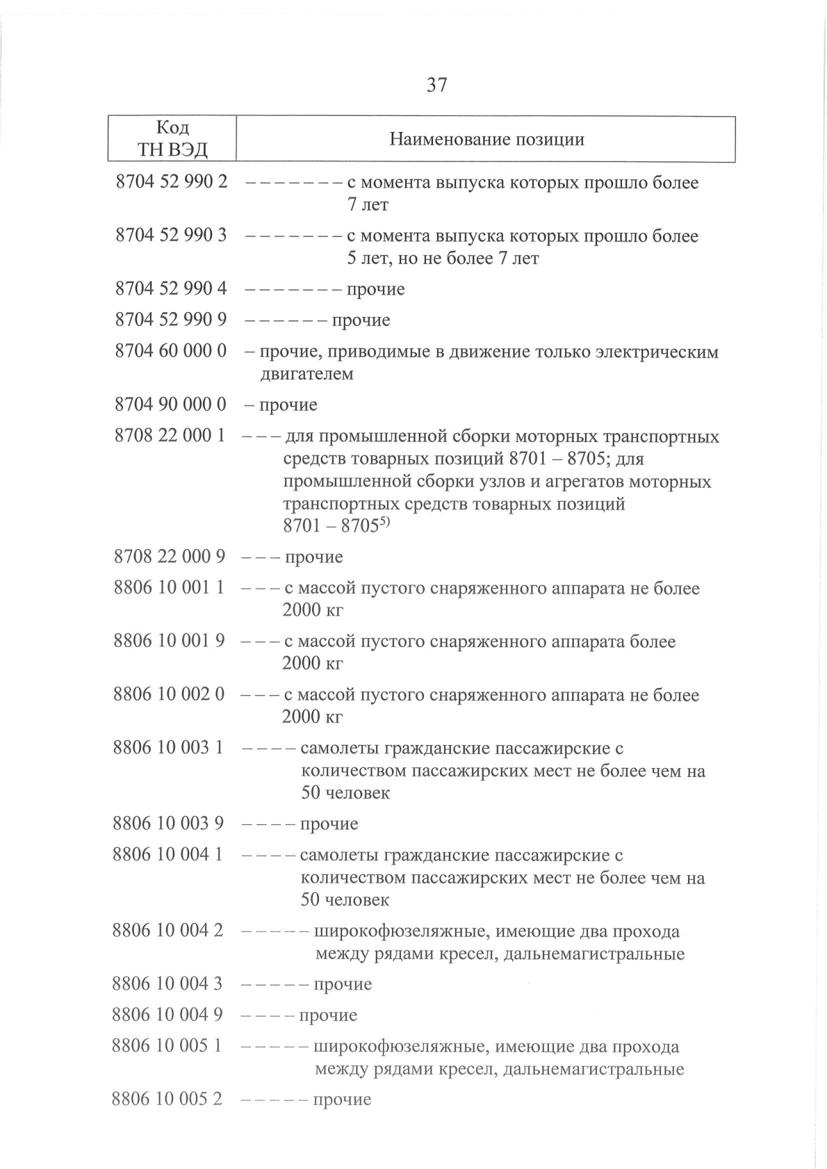 37
Код
ТН ВЭД
Наименование позиции
8704 52 990 2 – – – – – – – с момента выпуска которых прошло более
7 лет
8704 52 990 3 – – – – – – – с момента выпуска которых прошло более
5 лет, но не более 7 лет
8704 52 990 4 – – – – – – – прочие
8704 52 990 9 – – – – – – прочие
8704 60 000 0 – прочие, приводимые в движение только электрическим
двигателем
8704 90 000 0 – прочие
8708 22 000 1 – – – для промышленной сборки моторных транспортных
средств товарных позиций 8701 – 8705; для
промышленной сборки узлов и агрегатов моторных
транспортных средств товарных позиций
8701 – 8705⁵⁾
8708 22 000 9 – – – прочие
8806 10 001 1 – – – с массой пустого снаряженного аппарата не более
2000 кг
8806 10 001 9 – – – с массой пустого снаряженного аппарата более
2000 кг
8806 10 002 0 – – – с массой пустого снаряженного аппарата не более
2000 кг
8806 10 003 1 – – – – самолеты гражданские пассажирские с
количеством пассажирских мест не более чем на
50 человек
8806 10 003 9 – – – – прочие
8806 10 004 1 – – – – самолеты гражданские пассажирские с
количеством пассажирских мест не более чем на
50 человек
8806 10 004 2 – – – – – широкофюзеляжные, имеющие два прохода
между рядами кресел, дальнемагистральные
8806 10 004 3 – – – – – прочие
8806 10 004 9 – – – – прочие
8806 10 005 1 – – – – – широкофюзеляжные, имеющие два прохода
между рядами кресел, дальнемагистральные
8806 10 005 2 – – – – – прочие